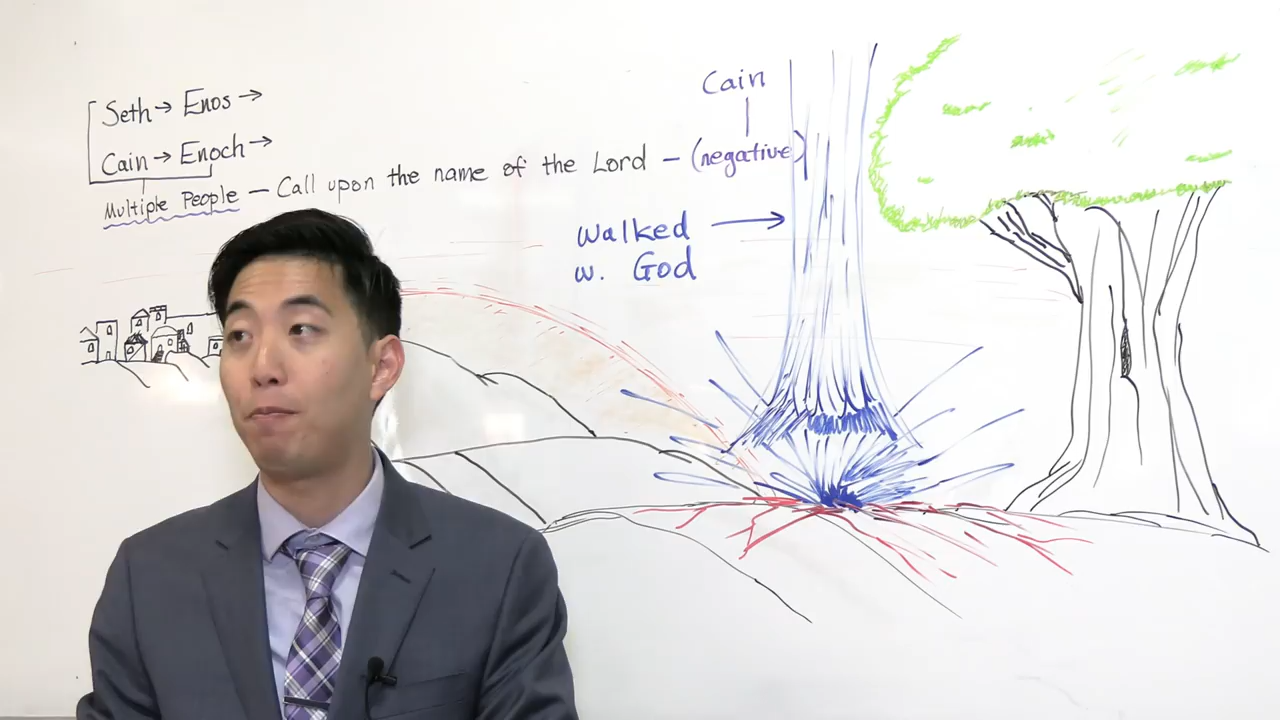 Seth → Enos →
Cain → Enoch →
Multiple People – Call upon the name of the Lord – (negative)
Cain
Walked →
w. God